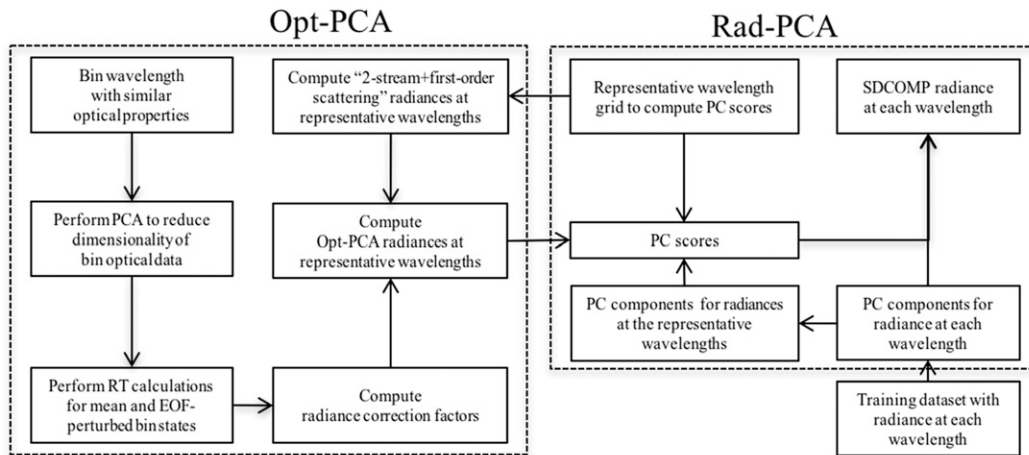 Opt-PCA
Bin wavelength
with similar
optical properties
Compute “2-stream+first-order
scattering” radiances at
representative wavelengths
Perform PCA to reduce
dimensionality of
bin optical data
Compute
Opt-PCA radiances at
representative wavelengths
Perform RT calculations
for mean and EOF-
perturbed bin states
Compute
radiance correction factors
Rad-PCA
Representative wavelength
grid to compute PC scores
SDCOMP radiance
at each wavelength
PC scores
PC components for radiances
at the representative
wavelengths
PC components for
radiance at each
wavelength
Training dataset with
radiance at each
wavelength